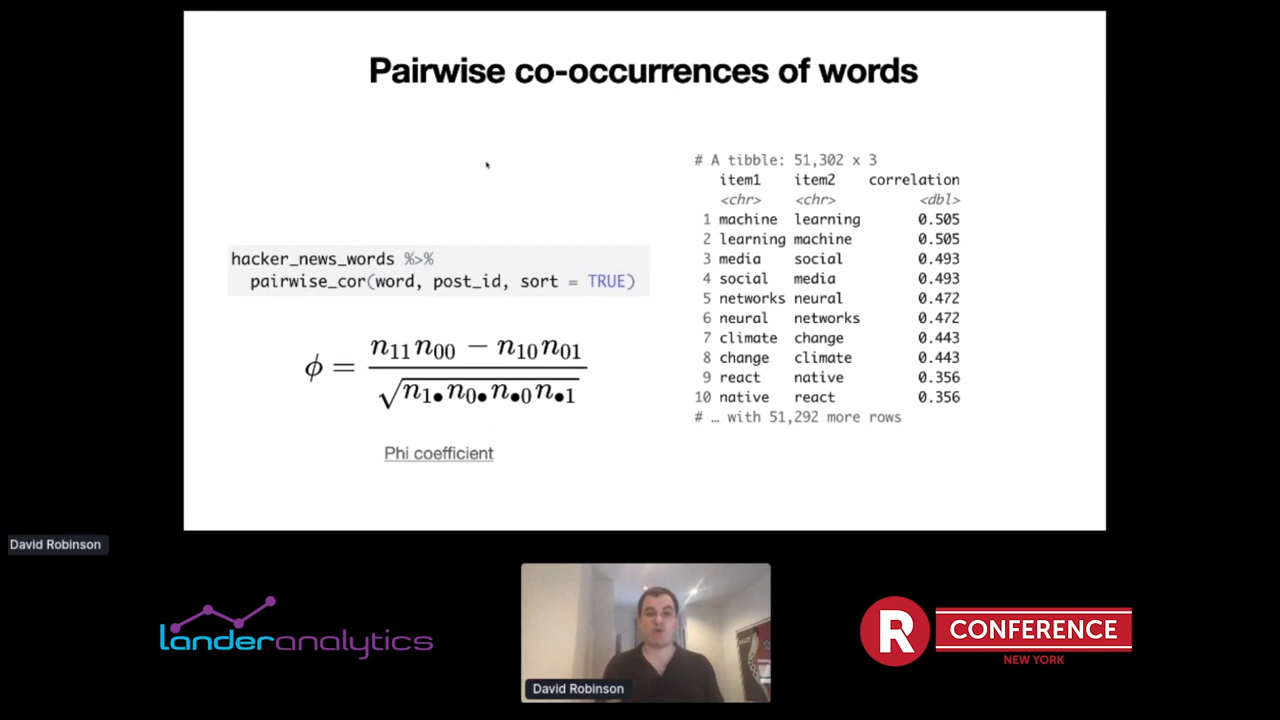 Pairwise co-occurrences of words
hacker_news_words %>%
pairwise_cor(word, post_id, sort = TRUE)
ϕ = n11n00 − n10n01 / √n1•n0•n•0n•1
Phi coefficient
# A tibble: 51,302 x 3
item1 item2 correlation
<chr> <chr> <dbl>
1 machine learning 0.505
2 learning machine 0.505
3 media social 0.493
4 social media 0.493
5 networks neural 0.472
6 neural networks 0.472
7 climate change 0.443
8 change climate 0.443
9 react native 0.356
10 native react 0.356
# … with 51,292 more rows
David Robinson
landeranalytics
David Robinson
R CONFERENCE
NEW YORK